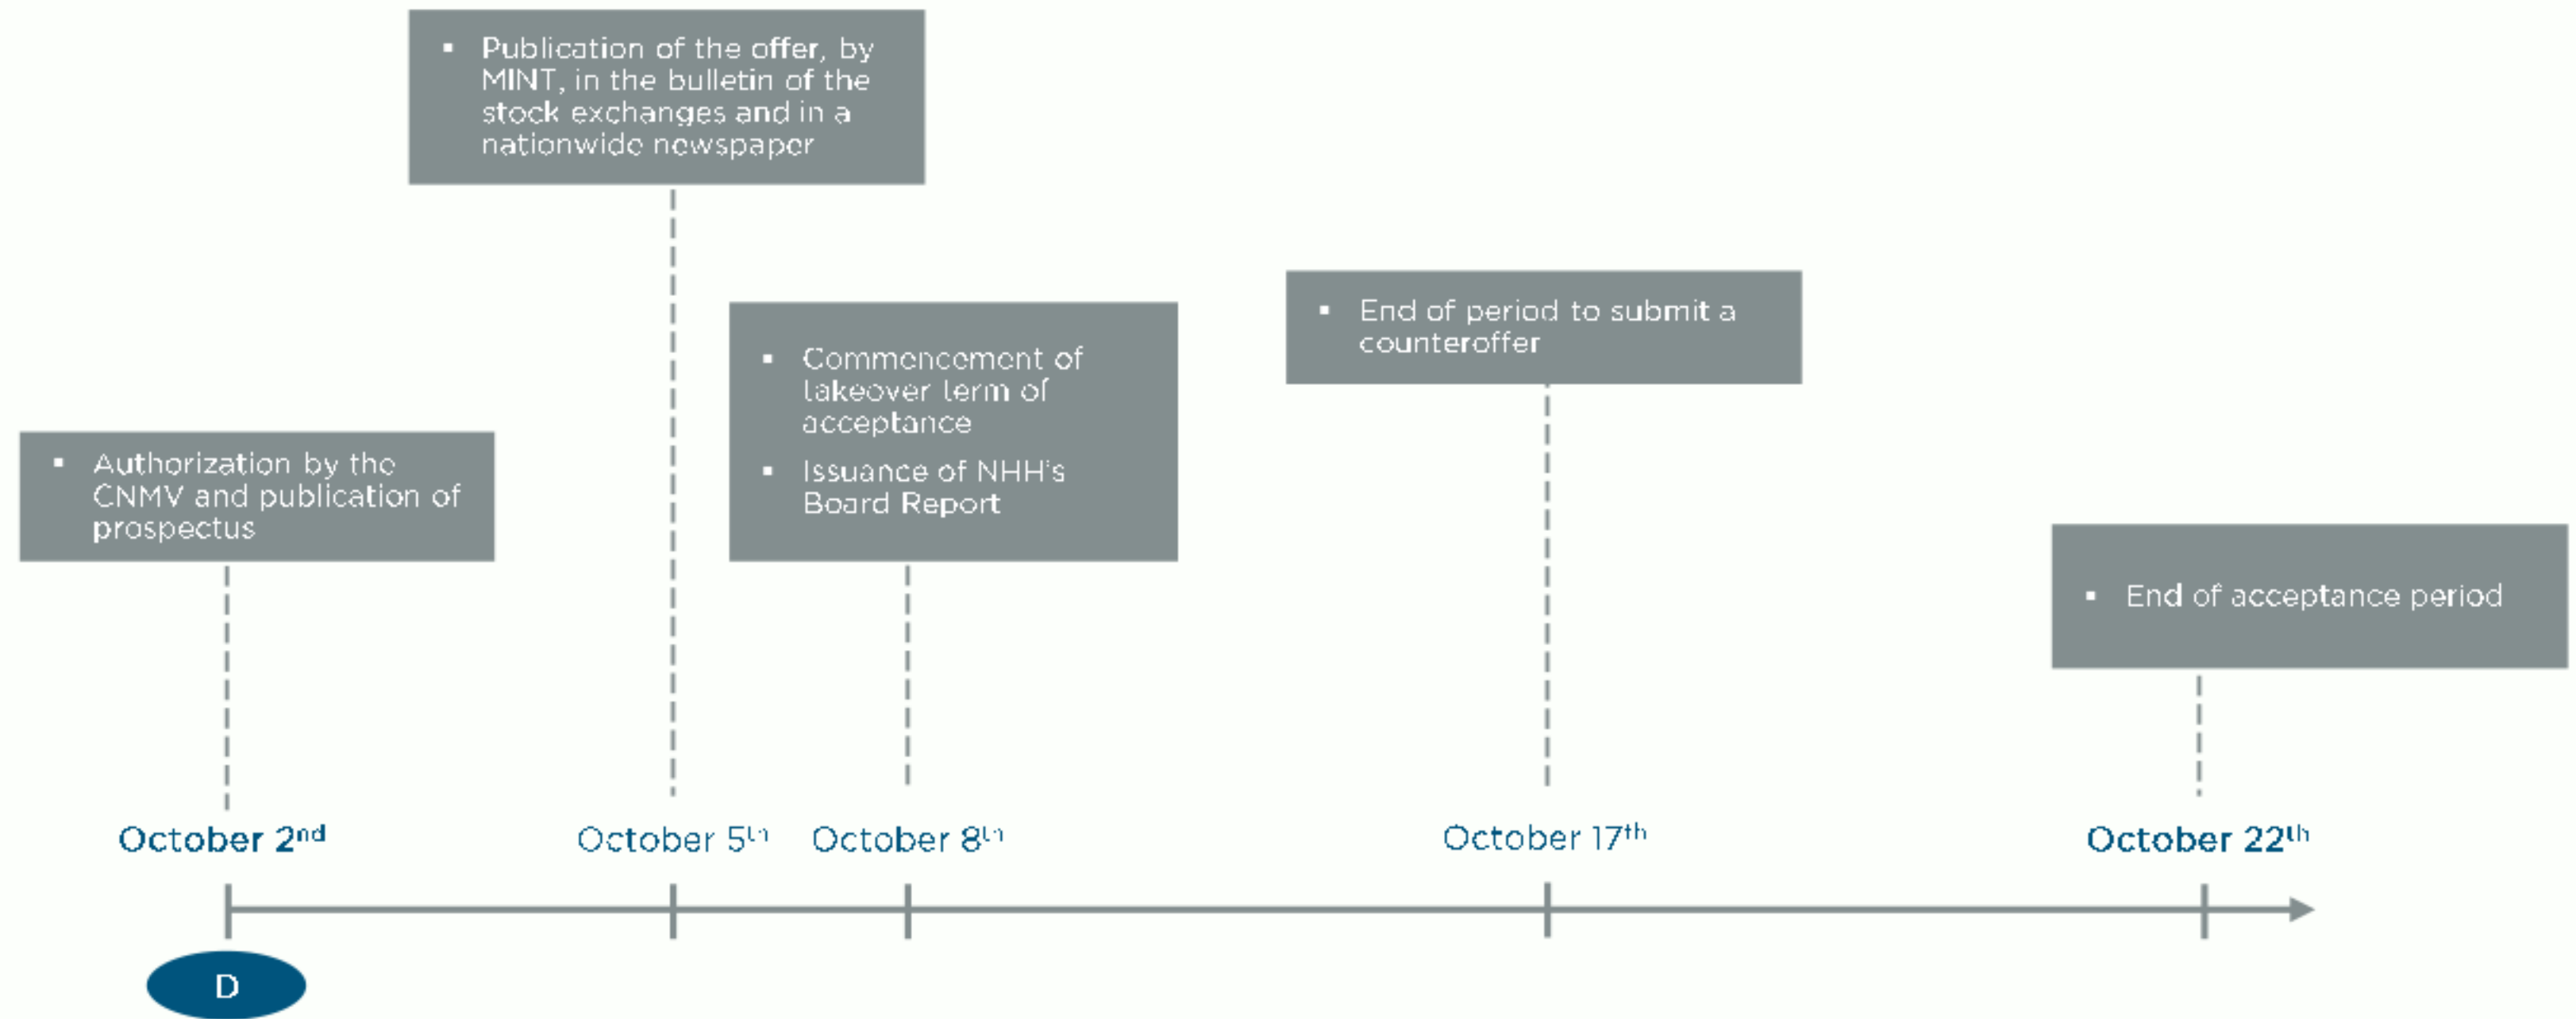 ▪ Publication of the offer, by
MINT, in the bulletin of the
stock exchanges and in a
nationwide newspaper
▪ End of period to submit a
counteroffer
▪ Commencement of
takeover term of
acceptance
▪ Issuance of NHH's
Board Report
▪ Authorization by the
CNMV and publication of
prospectus
▪ End of acceptance period
October 2nd
October 5th
October 8th
October 17th
October 22th
D